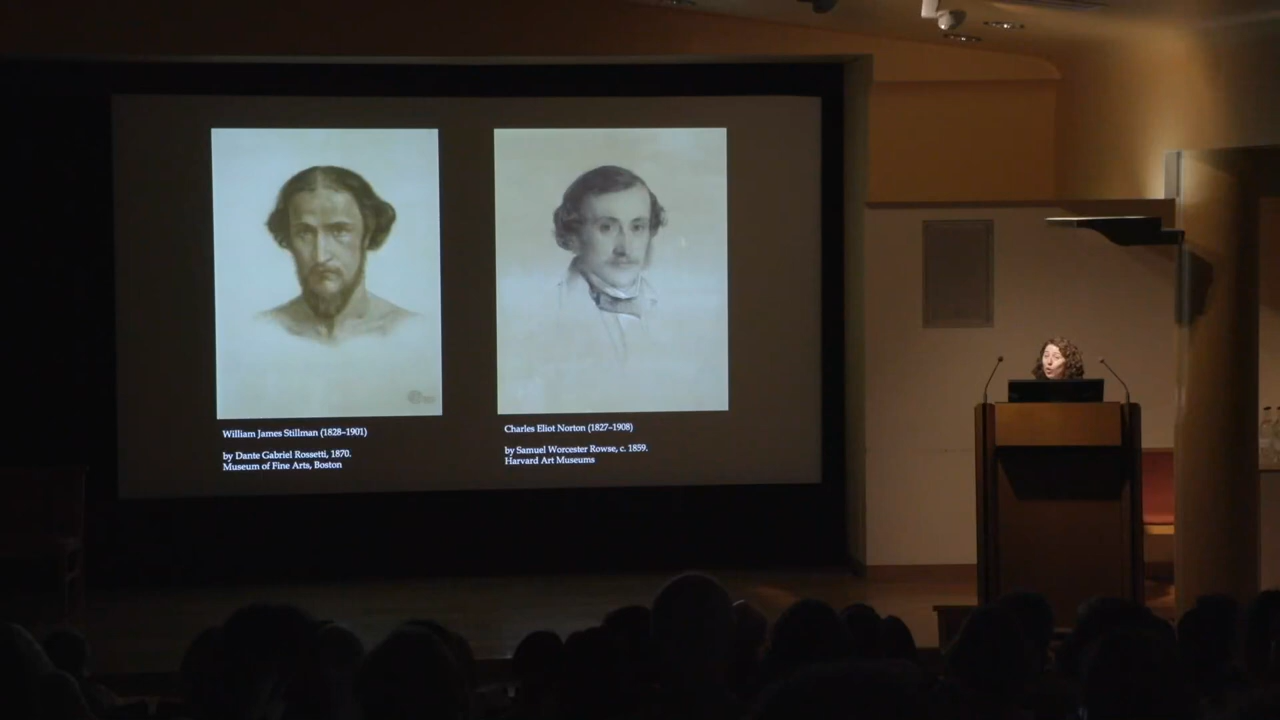 William James Stillman (1828–1901)
by Dante Gabriel Rossetti, 1870.
Museum of Fine Arts, Boston
Charles Eliot Norton (1827–1908)
by Samuel Worcester Rowse, c. 1859.
Harvard Art Museums